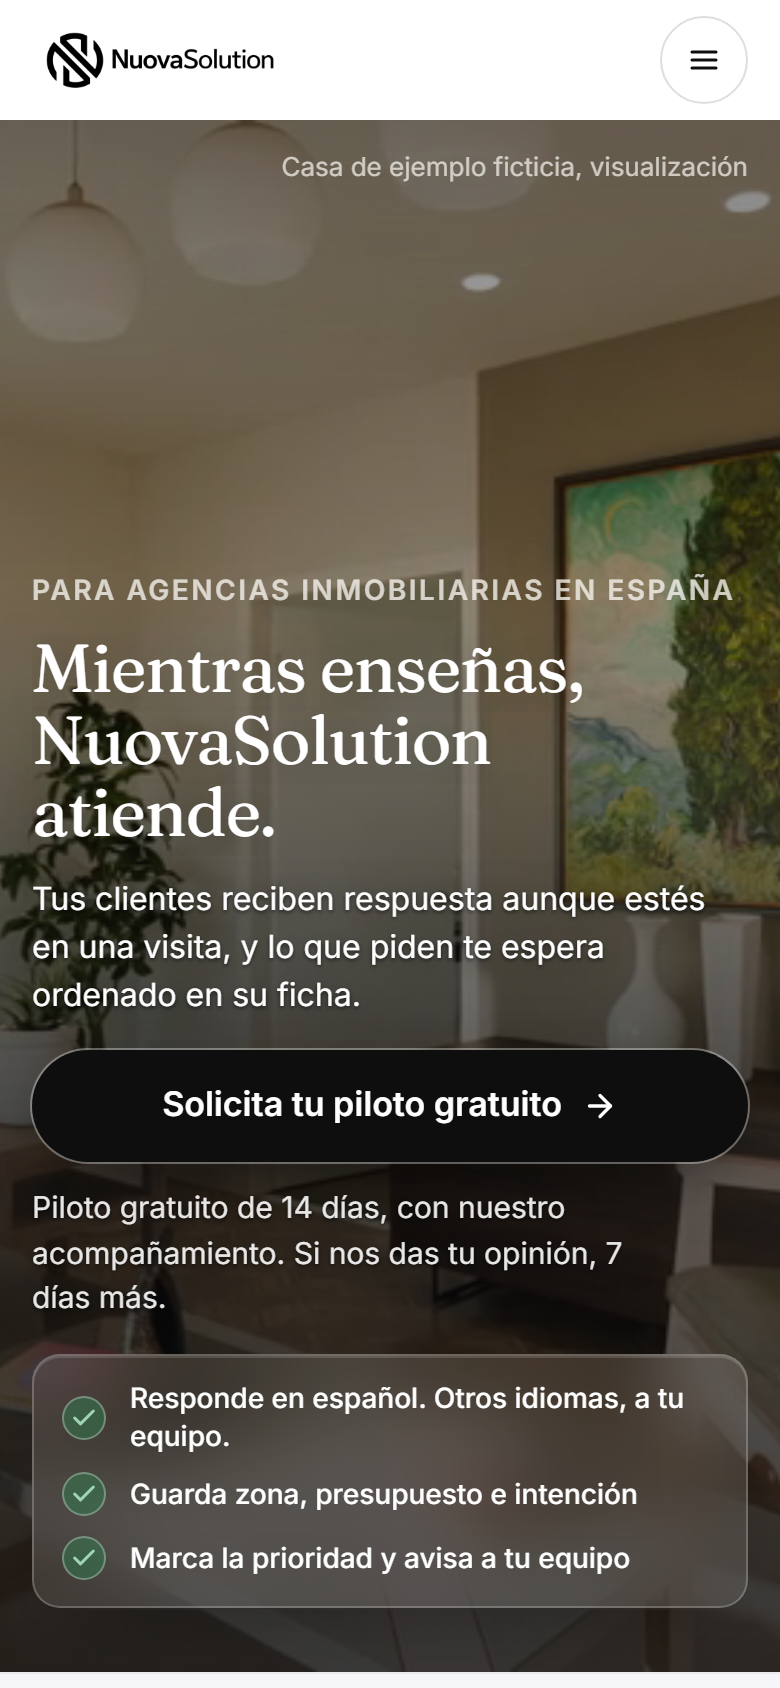 NuovaSolution
Casa de ejemplo ficticia, visualización
PARA AGENCIAS INMOBILIARIAS EN ESPAÑA
Mientras enseñas,
NuovaSolution
atiende.
Tus clientes reciben respuesta aunque estés
en una visita, y lo que piden te espera
ordenado en su ficha.
Solicita tu piloto gratuito →
Piloto gratuito de 14 días, con nuestro
acompañamiento. Si nos das tu opinión, 7
días más.
Responde en español. Otros idiomas, a tu
equipo.
Guarda zona, presupuesto e intención
Marca la prioridad y avisa a tu equipo